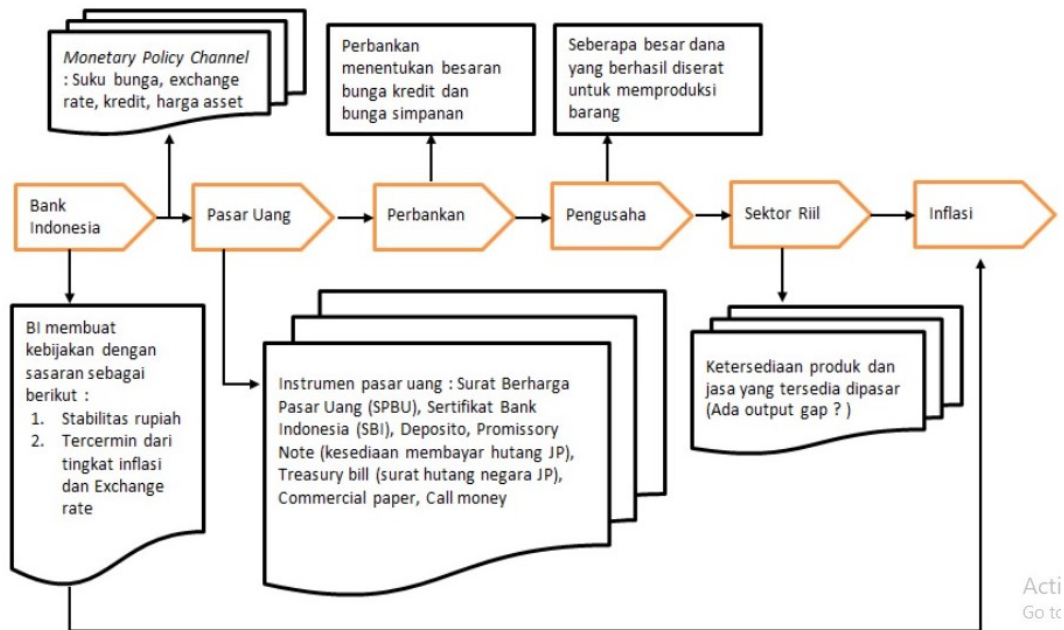 Monetary Policy Channel
: Suku bunga, exchange
rate, kredit, harga asset
Perbankan
menentukan besaran
bunga kredit dan
bunga simpanan
Seberapa besar dana
yang berhasil diserat
untuk memproduksi
barang
Bank
Indonesia
Pasar Uang
Perbankan
Pengusaha
Sektor Riil
Inflasi
BI membuat
kebijakan dengan
sasaran sebagai
berikut :
1. Stabilitas rupiah
2. Tercermin dari
tingkat inflasi
dan Exchange
rate
Instrumen pasar uang : Surat Berharga
Pasar Uang (SPBU), Sertifikat Bank
Indonesia (SBI), Deposito, Promissory
Note (kesediaan membayar hutang JP),
Treasury bill (surat hutang negara JP),
Commercial paper, Call money
Ketersediaan produk dan
jasa yang tersedia dipasar
(Ada output gap ? )
Acti
Go to